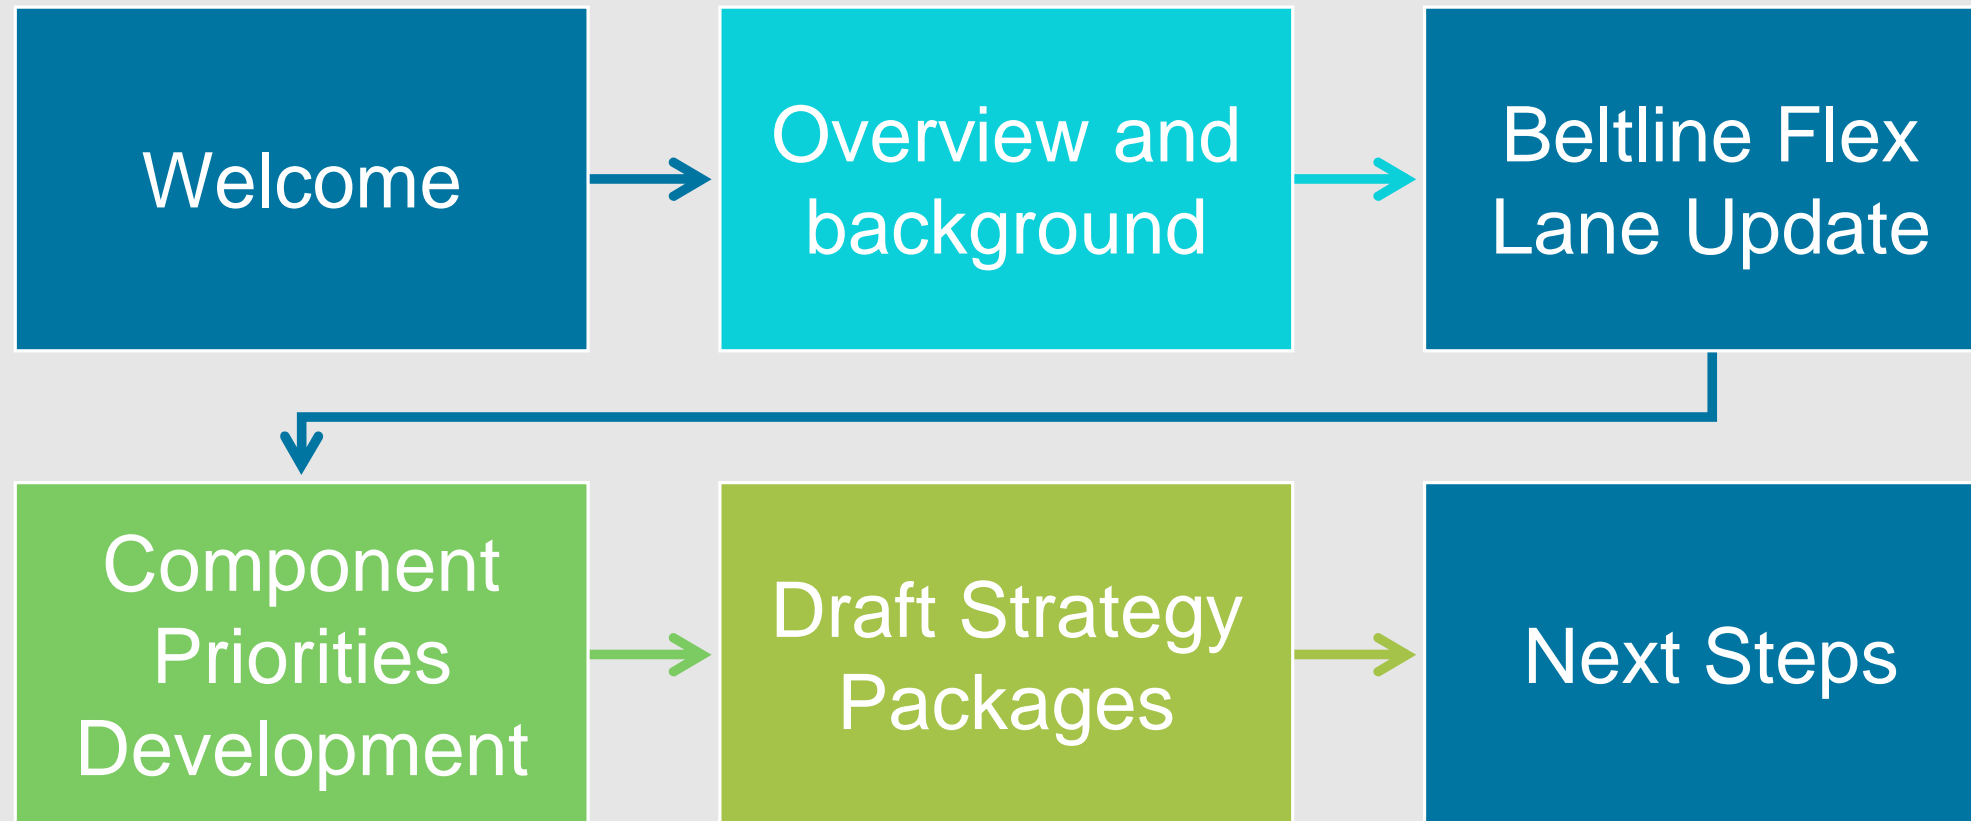 Welcome
Overview and
background
Beltline Flex
Lane Update
Component
Priorities
Development
Draft Strategy
Packages
Next Steps